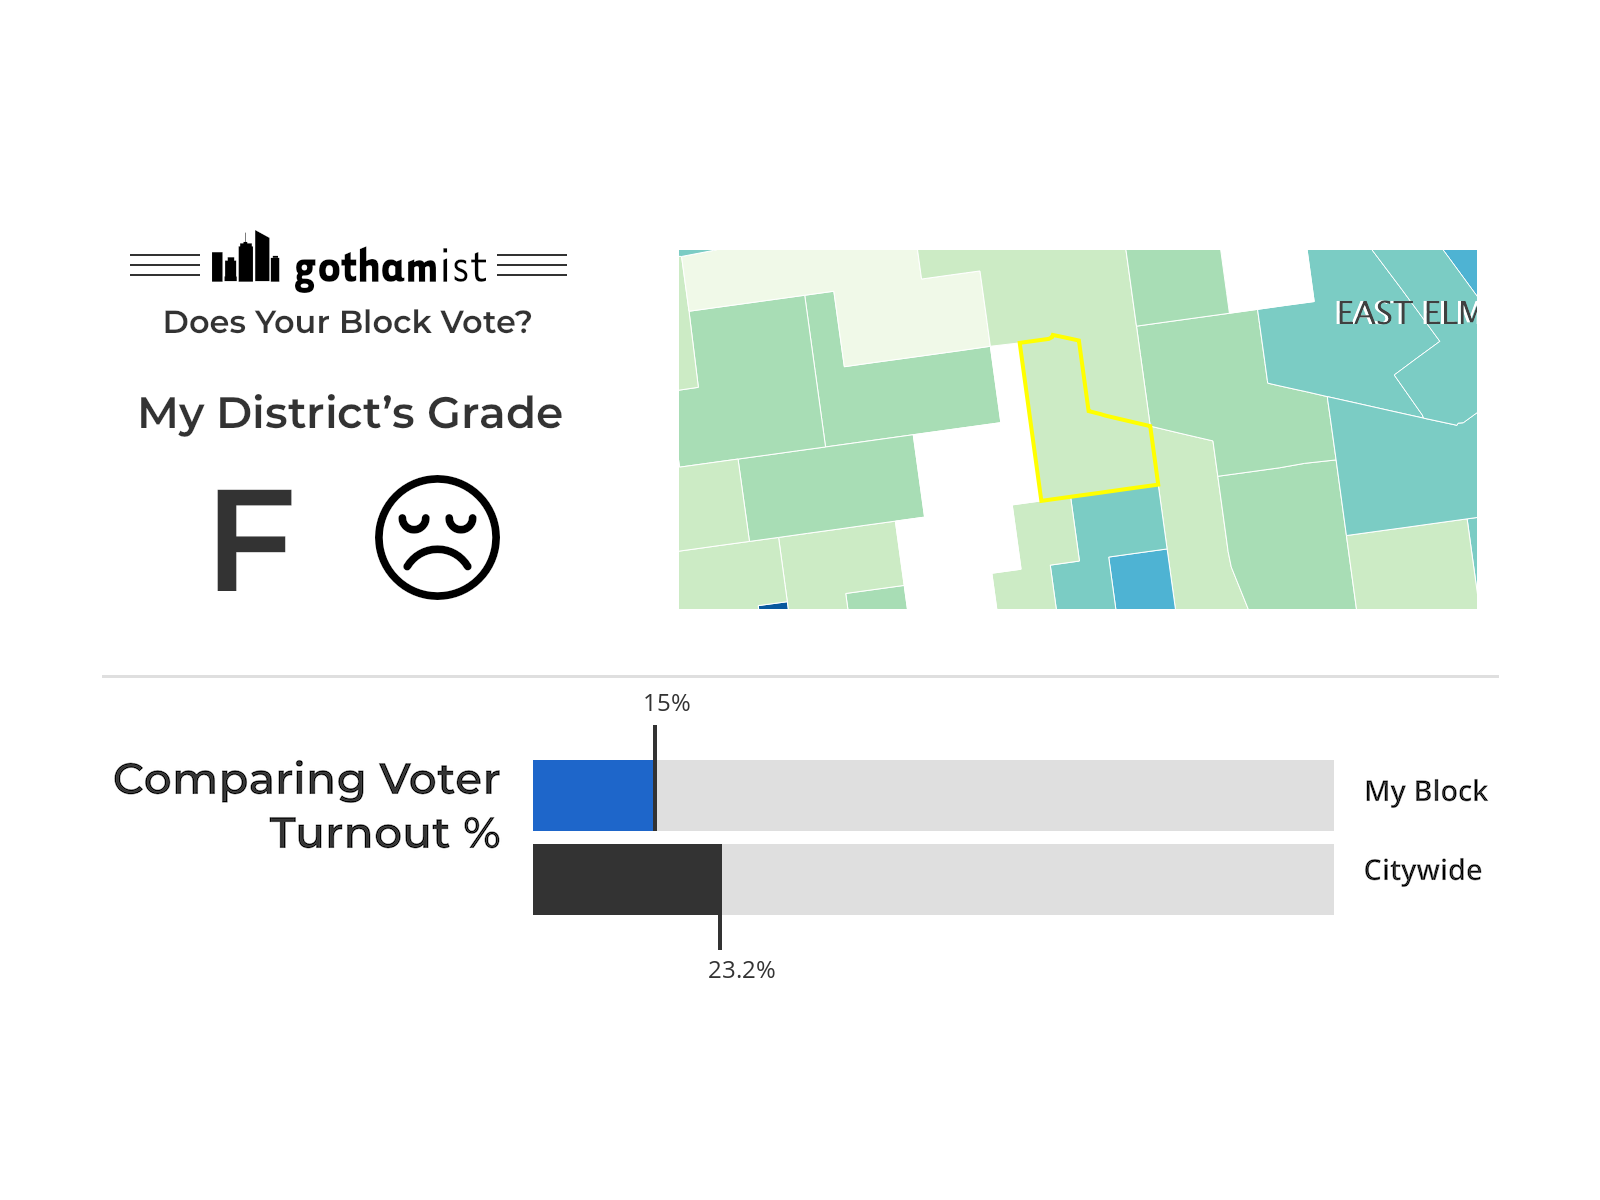 gothamist
Does Your Block Vote?
My District’s Grade
F
EAST ELM
15%
Comparing Voter
Turnout %
My Block
Citywide
23.2%